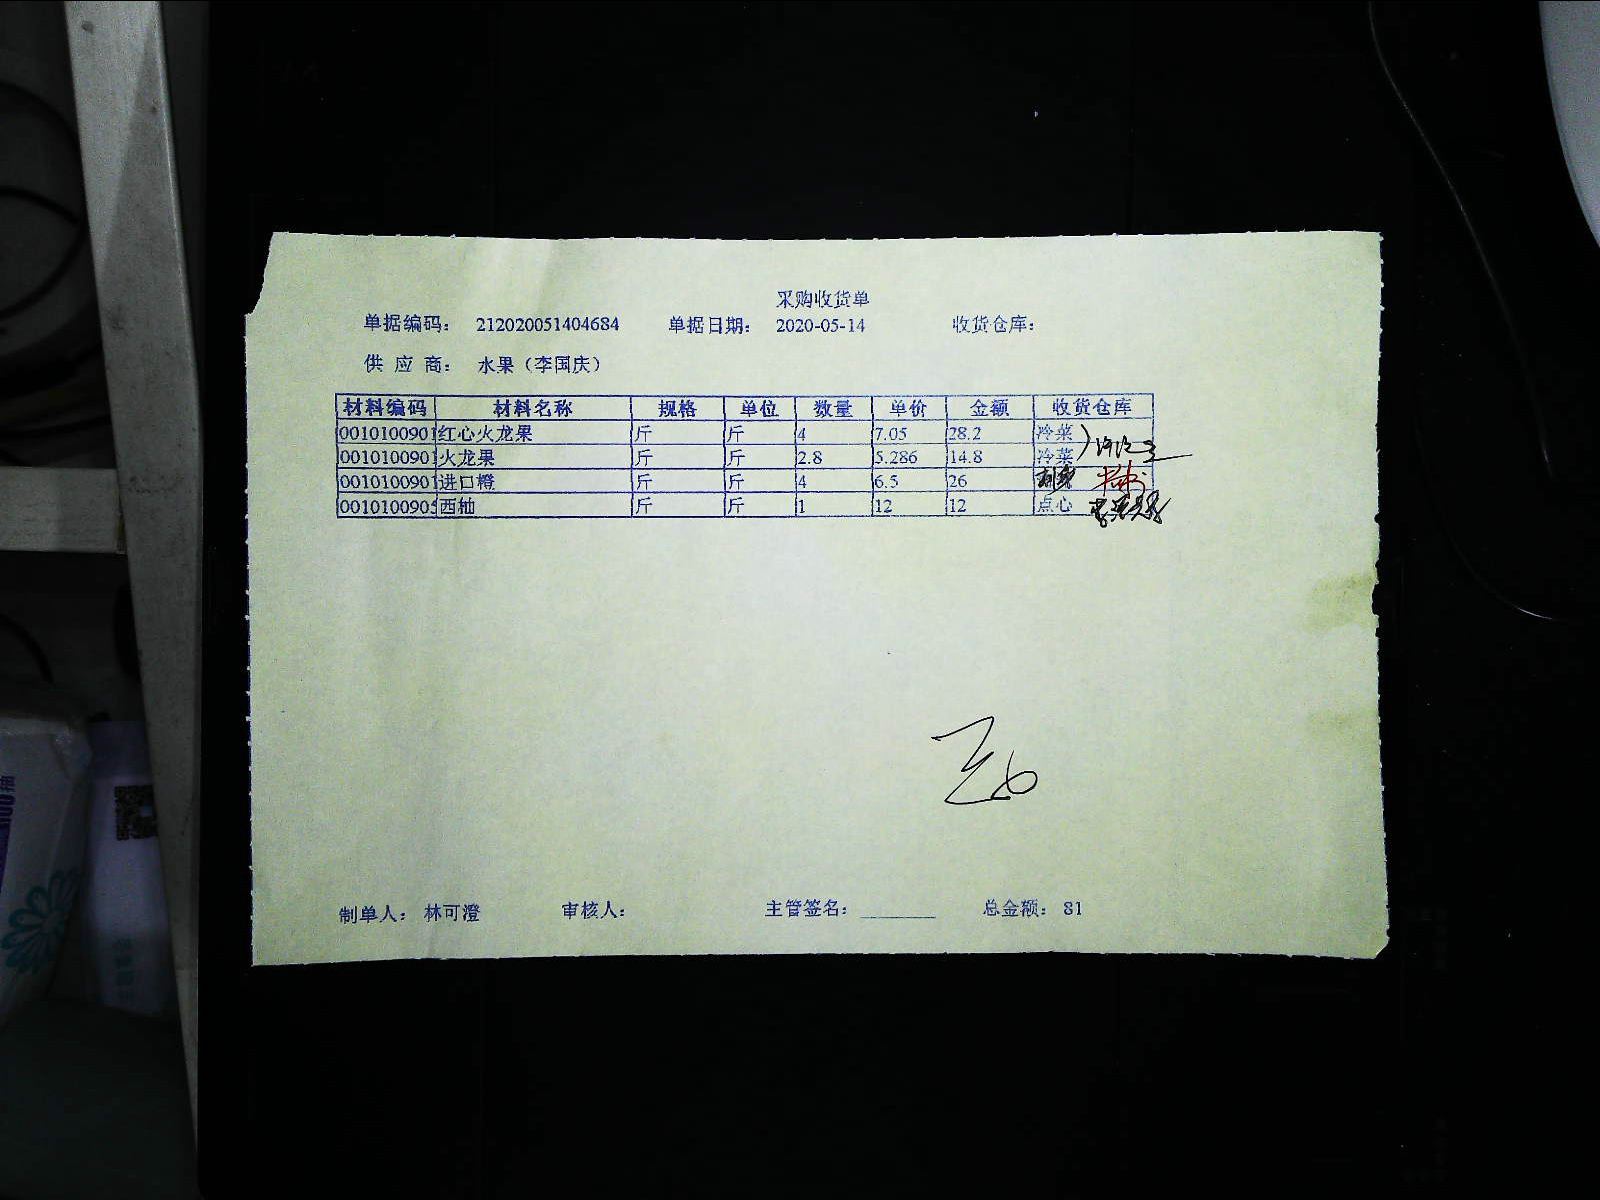 采购收货单
单据编码： 212020051404684 单据日期： 2020-05-14 收货仓库：
供 应 商： 水果（李国庆）
材料编码 材料名称 规格 单位 数量 单价 金额 收货仓库
0010100901 红心火龙果 斤 斤 4 7.05 28.2 冷菜
0010100901 火龙果 斤 斤 2.8 5.286 14.8 冷菜
0010100901 进口橙 斤 斤 4 6.5 26
0010100905 西柚 斤 斤 1 12 12 点心
制单人： 林可澄 审核人： 主管签名： 总金额： 81